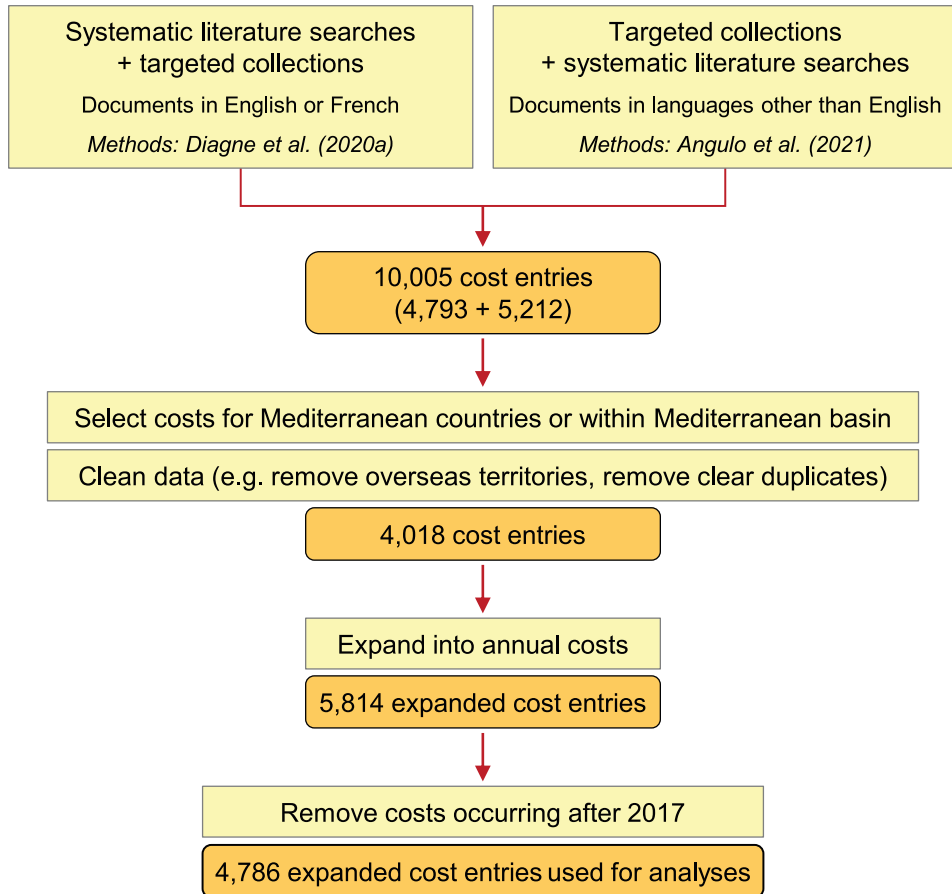 Systematic literature searches
+ targeted collections
Documents in English or French
Methods: Diagne et al. (2020a)
Targeted collections
+ systematic literature searches
Documents in languages other than English
Methods: Angulo et al. (2021)
10,005 cost entries
(4,793 + 5,212)
Select costs for Mediterranean countries or within Mediterranean basin
Clean data (e.g. remove overseas territories, remove clear duplicates)
4,018 cost entries
Expand into annual costs
5,814 expanded cost entries
Remove costs occurring after 2017
4,786 expanded cost entries used for analyses